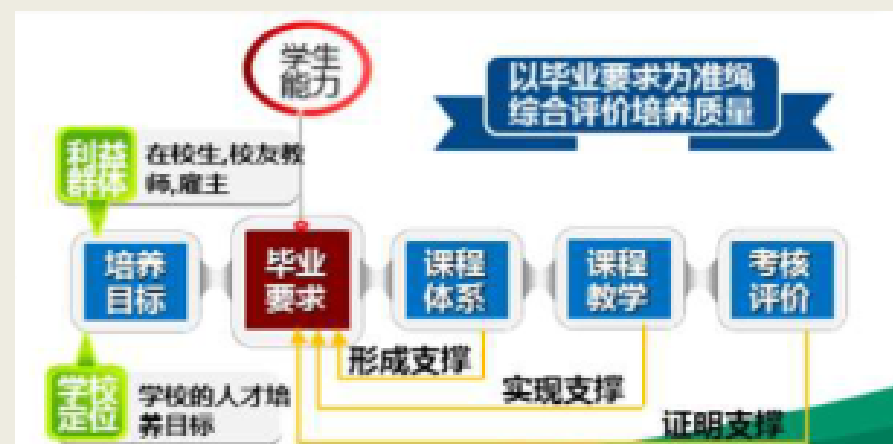 学生
能力
以毕业要求为准绳
综合评价培养质量
利益
群体
在校生,校友教
师,雇主
培养
目标
毕业
要求
课程
体系
课程
教学
考核
评价
形成支撑
实现支撑
证明支撑
学校
定位
学校的人才培
养目标